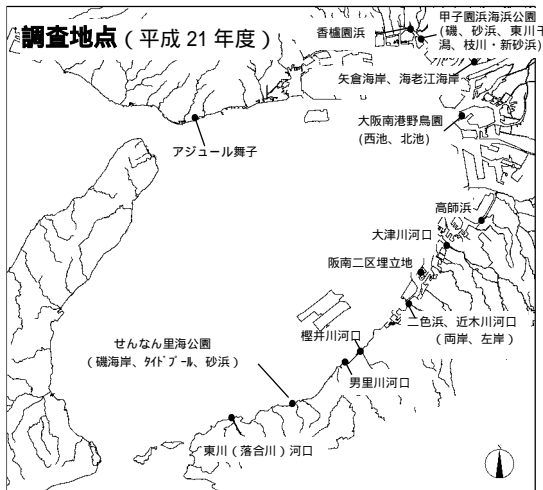 調査地点（平成21年度）
香櫨園浜
甲子園浜海浜公園
(磯、砂浜、東川干
潟、枝川・新砂浜)
矢倉海岸、海老江海岸
大阪南港野鳥園
(西池、北池)
アジュール舞子
高師浜
大津川河口
阪南二区埋立地
二色浜、近木川河口
(両岸、左岸)
樫井川河口
せんなん里海公園
(磯海岸、ﾀｲﾄﾞﾌﾟｰﾙ、砂浜)
男里川河口
東川（落合川）河口